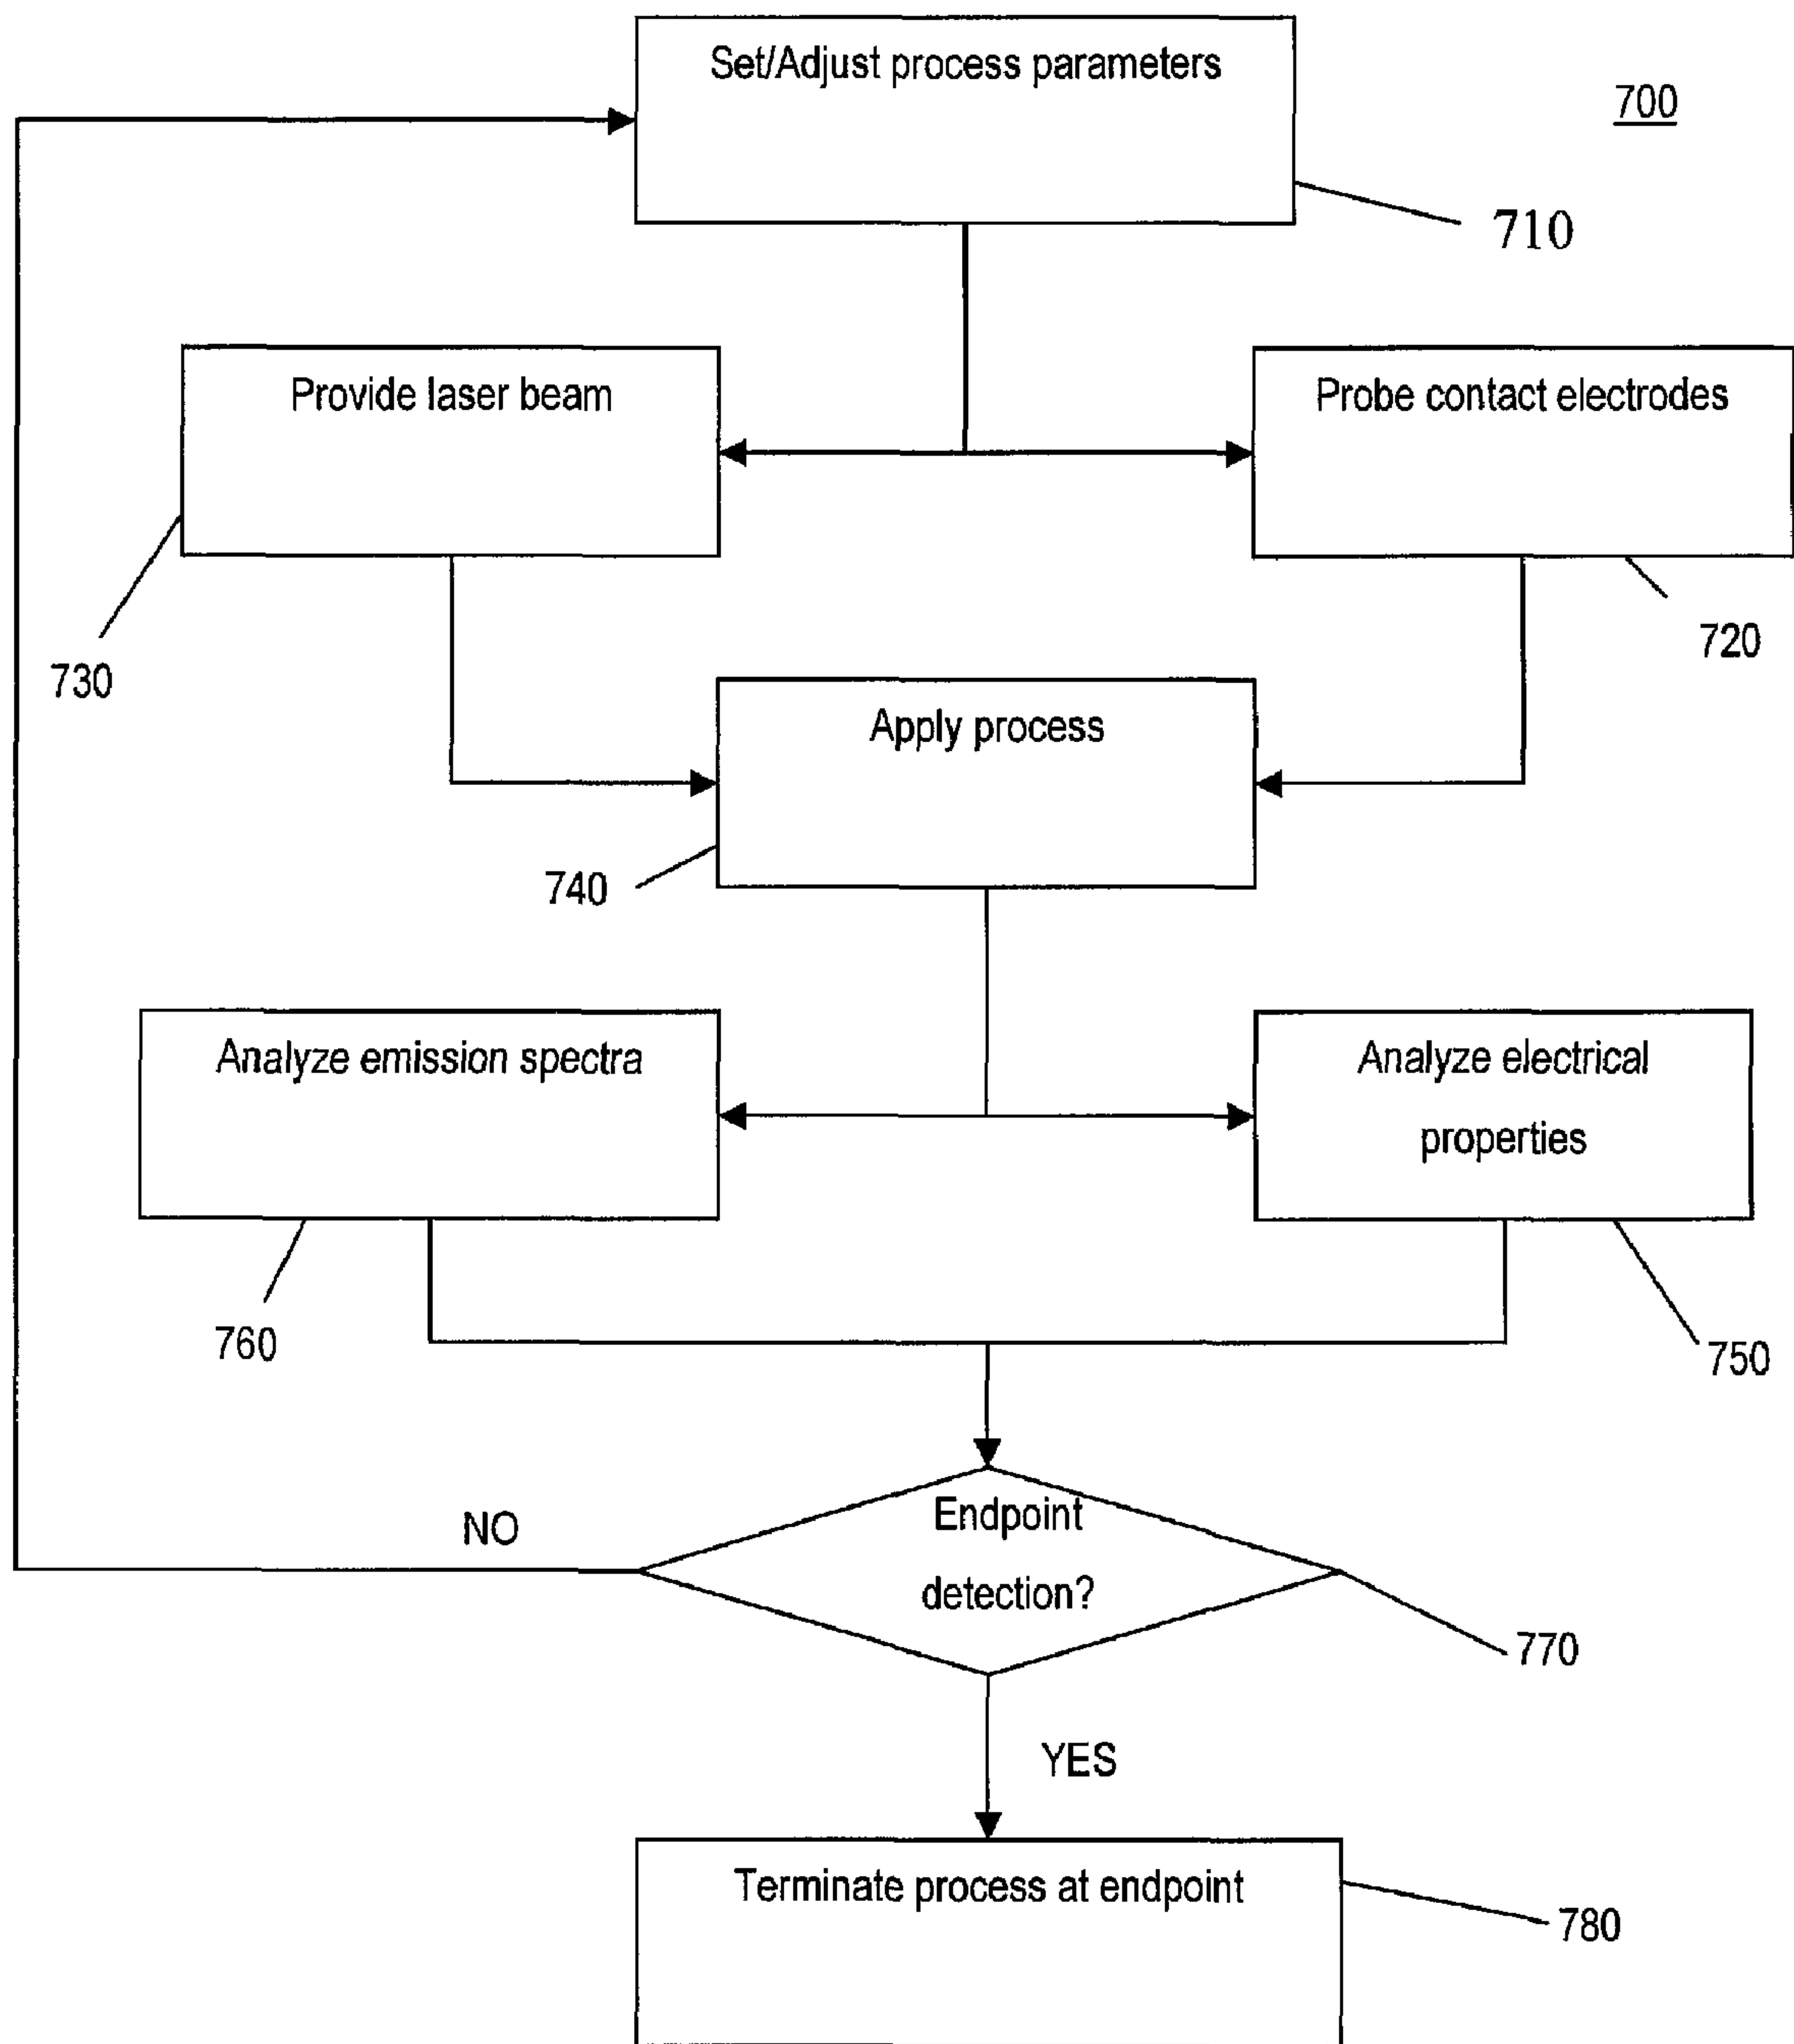 Set/Adjust process parameters
700
710
Provide laser beam
Probe contact electrodes
730
720
Apply process
740
Analyze emission spectra
Analyze electrical
properties
760
750
NO
Endpoint
detection?
770
YES
Terminate process at endpoint
780